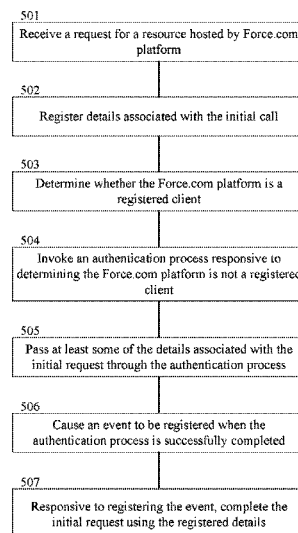 501
Receive a request for a resource hosted by Force.com
platform
502
Register details associated with the initial call
503
Determine whether the Force.com platform is a
registered client
504
Invoke an authentication process responsive to
determining the Force.com platform is not a registered
client
505
Pass at least some of the details associated with the
initial request through the authentication process
506
Cause an event to be registered when the
authentication process is successfully completed
507
Responsive to registering the event, complete the
initial request using the registered details